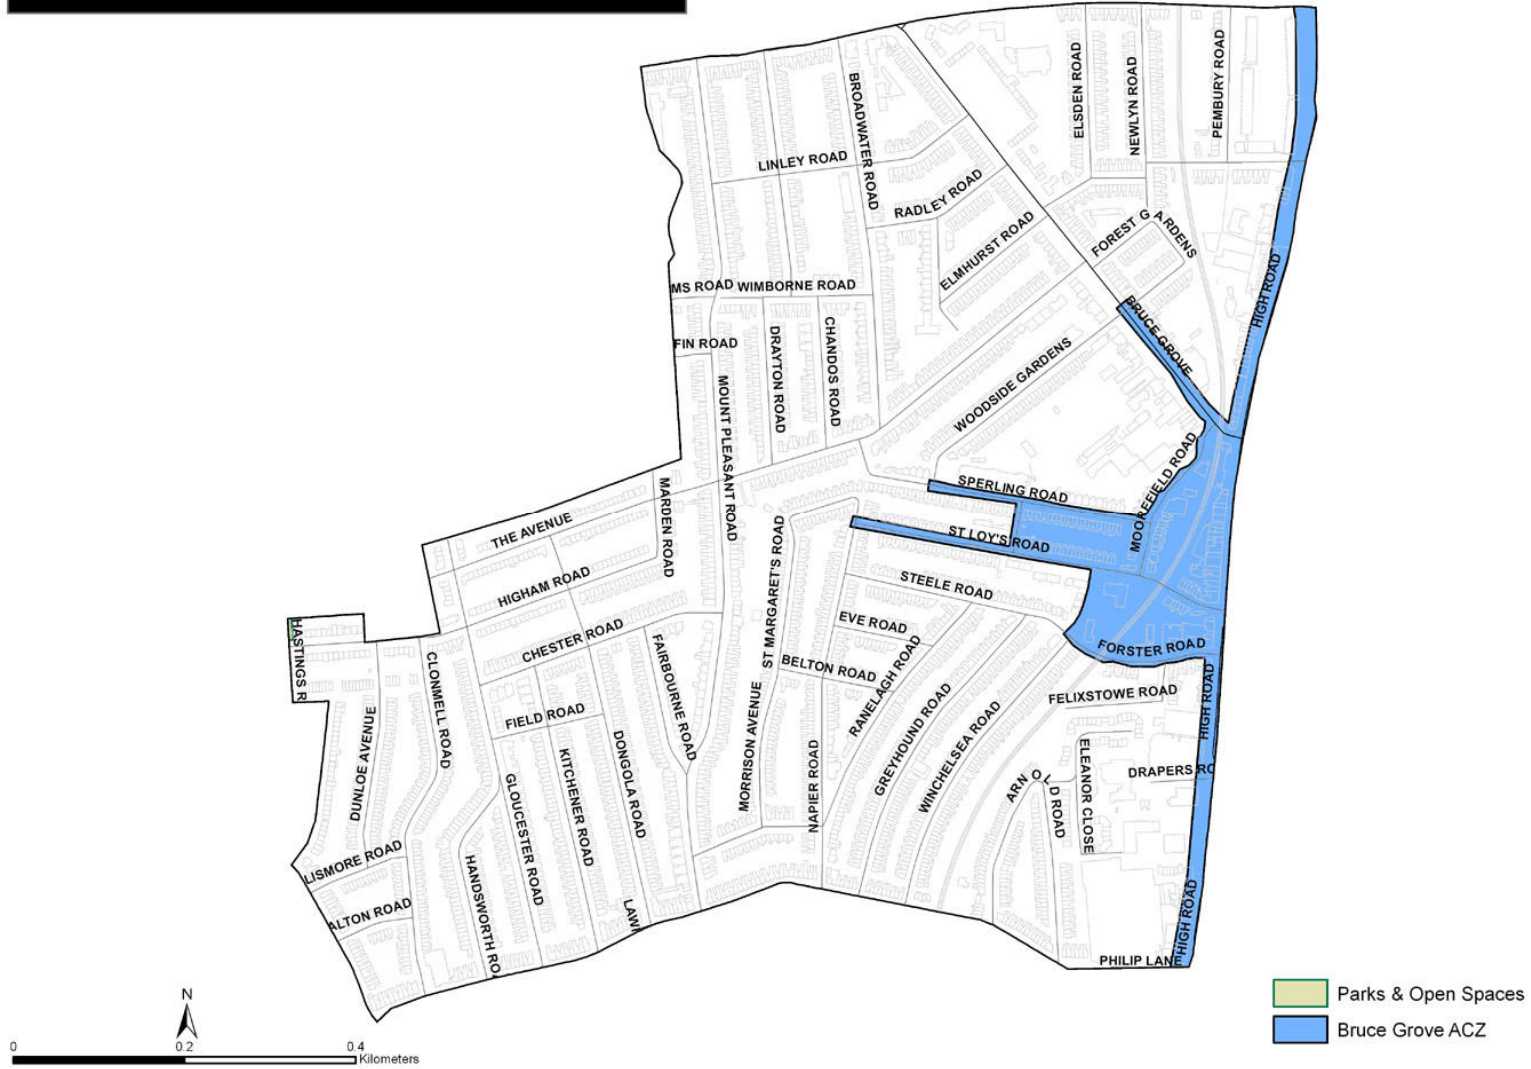 ELSDEN ROAD
NEWLYN ROAD
PEMBURY ROAD
BROADWATER ROAD
LINLEY ROAD
RADLEY ROAD
ELMHURST ROAD
FOREST GARDENS
HIGH ROAD
MS ROAD
WIMBORNE ROAD
FIN ROAD
DRAYTON ROAD
CHANDOS ROAD
BRUCE GROVE
WOODSIDE GARDENS
MOUNT PLEASANT ROAD
MOOREFIELD ROAD
SPERLING ROAD
MARDEN ROAD
THE AVENUE
ST LOY'S ROAD
HIGHAM ROAD
ST MARGARET'S ROAD
STEELE ROAD
HASTINGS R
CHESTER ROAD
EVE ROAD
FORSTER ROAD
CLONMELL ROAD
FAIRBOURNE ROAD
BELTON ROAD
RANELAGH ROAD
FELIXSTOWE ROAD
HIGH ROAD
FIELD ROAD
DUNLOE AVENUE
MORRISON AVENUE
GREYHOUND ROAD
WINCHELSEA ROAD
KITCHENER ROAD
DONGOLA ROAD
NAPIER ROAD
ARNOLD ROAD
ELEANOR CLOSE
DRAPERS RO
GLOUCESTER ROAD
LISMORE ROAD
HANDSWORTH ROA
ALTON ROAD
LAWN
HIGH ROAD
PHILIP LANE
N
0
0.2
0.4
Kilometers
Parks & Open Spaces
Bruce Grove ACZ